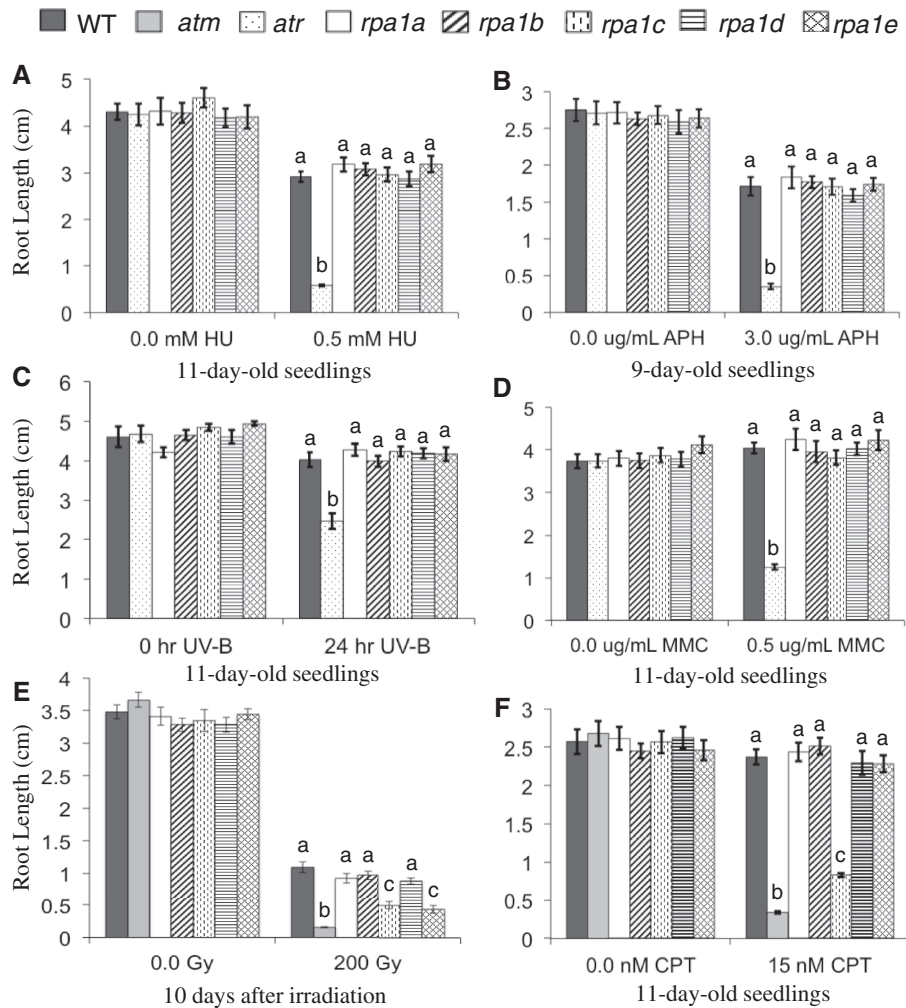 WT atm atr rpa1a rpa1b rpa1c rpa1d rpa1e
A
Root Length (cm)
5
4
3
2
1
0
a
b
a
a
a
a
a
0.0 mM HU 0.5 mM HU
11-day-old seedlings
B
3
2.5
2
1.5
1
0.5
0
a
b
a
a
a
a
a
0.0 ug/mL APH 3.0 ug/mL APH
9-day-old seedlings
C
Root Length (cm)
6
5
4
3
2
1
0
a
b
a
a
a
a
a
0 hr UV-B 24 hr UV-B
11-day-old seedlings
D
5
4
3
2
1
0
a
b
a
a
a
a
a
0.0 ug/mL MMC 0.5 ug/mL MMC
11-day-old seedlings
E
Root Length (cm)
4
3.5
3
2.5
2
1.5
1
0.5
0
a
b
a
a
c
a
c
0.0 Gy 200 Gy
10 days after irradiation
F
3
2.5
2
1.5
1
0.5
0
a
b
a
a
c
a
a
0.0 nM CPT 15 nM CPT
11-day-old seedlings